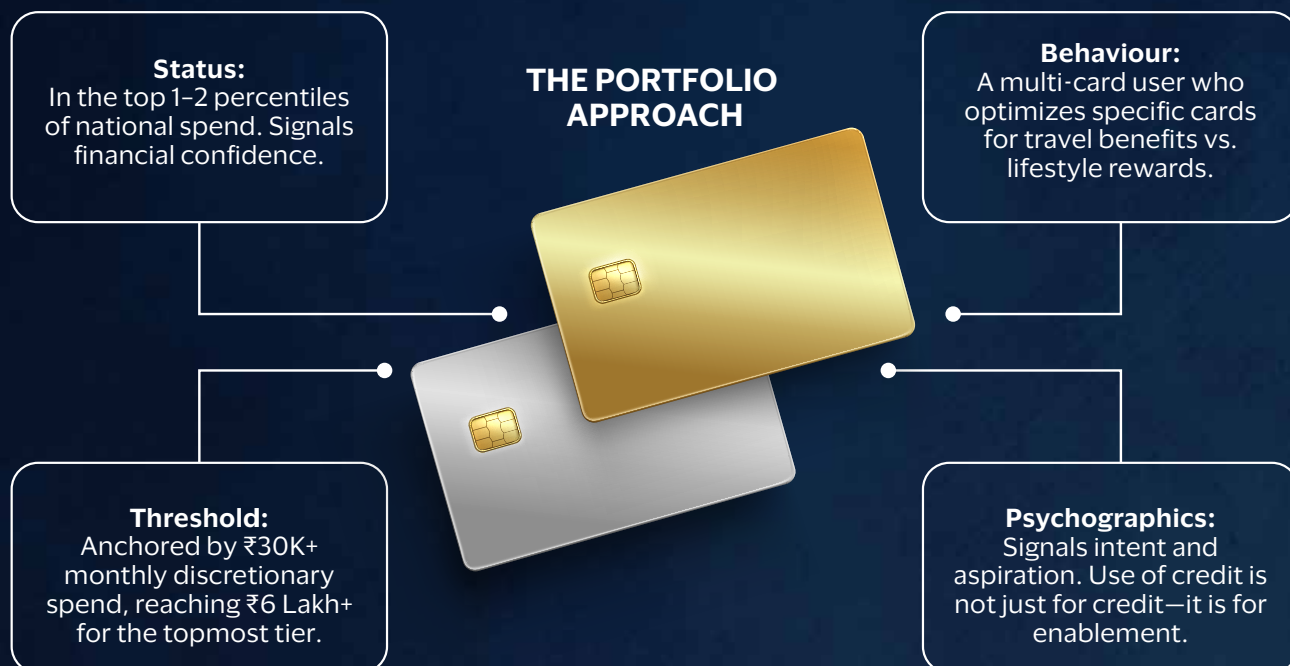 THE PORTFOLIO
APPROACH
Status:
In the top 1–2 percentiles
of national spend. Signals
financial confidence.
Behaviour:
A multi-card user who
optimizes specific cards
for travel benefits vs.
lifestyle rewards.
Threshold:
Anchored by ₹30K+
monthly discretionary
spend, reaching ₹6 Lakh+
for the topmost tier.
Psychographics:
Signals intent and
aspiration. Use of credit is
not just for credit—it is for
enablement.